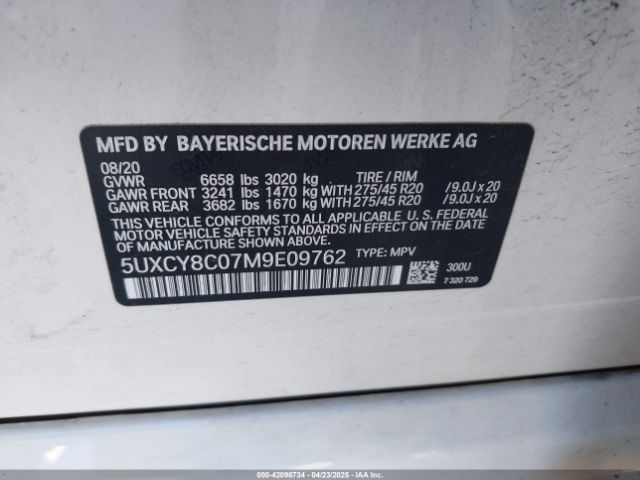 MFD BY BAYERISCHE MOTOREN WERKE AG
08/20
GVWR 6658 lbs 3020 kg TIRE / RIM
GAWR FRONT 3241 lbs 1470 kg WITH 275/45 R20 /9.0J x 20
GAWR REAR 3682 lbs 1670 kg WITH 275/45 R20 /9.0J x 20
THIS VEHICLE CONFORMS TO ALL APPLICABLE U. S. FEDERAL
MOTOR VEHICLE SAFETY STANDARDS IN EFFECT ON THE
DATE OF MANUFACTURE SHOWN ABOVE.
5UXCY8C07M9E09762 TYPE: MPV
300U
7 320 729
000-42098734 - 04/23/2025 - IAAI.COM